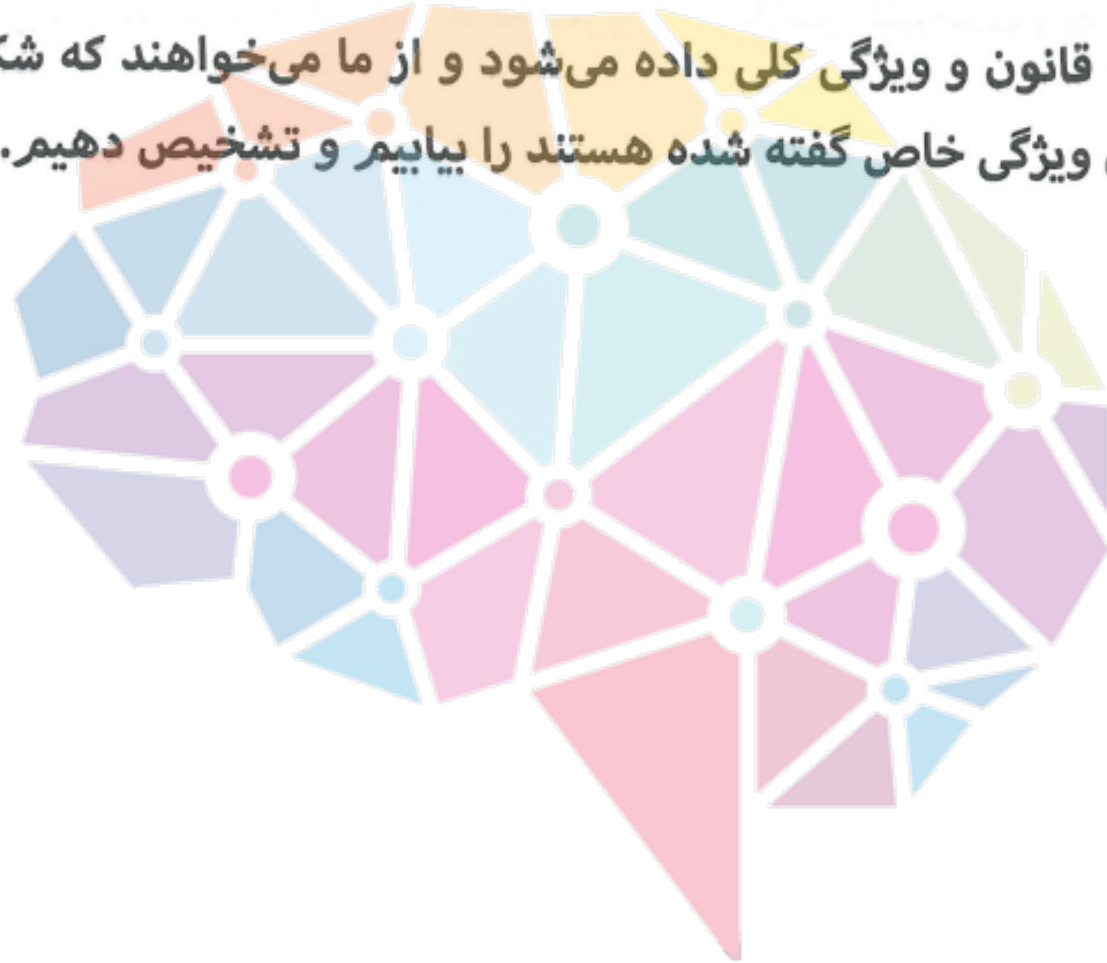 قانون و ویژگی کلی داده می‌شود و از ما می‌خواهند که
ویژگی خاص گفته شده هستند را بیابیم و تشخیص دهیم.